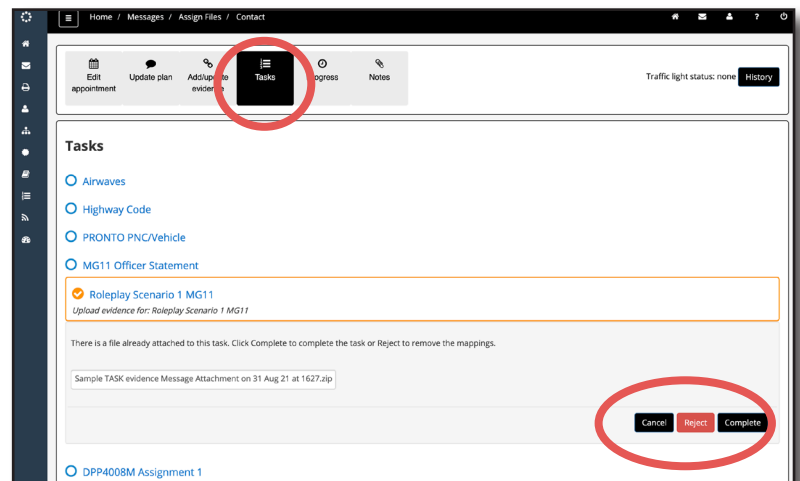 Home / Messages / Assign Files / Contact
?
Edit appointment
Update plan
Add/update evidence
Tasks
Progress
Notes
Traffic light status: none History
Tasks
Airwaves
Highway Code
PRONTO PNC/Vehicle
MG11 Officer Statement
Roleplay Scenario 1 MG11
Upload evidence for: Roleplay Scenario 1 MG11
There is a file already attached to this task. Click Complete to complete the task or Reject to remove the mappings.
Sample TASK evidence Message Attachment on 31 Aug 21 at 1627.zip
Cancel Reject Complete
DPP4008M Assignment 1